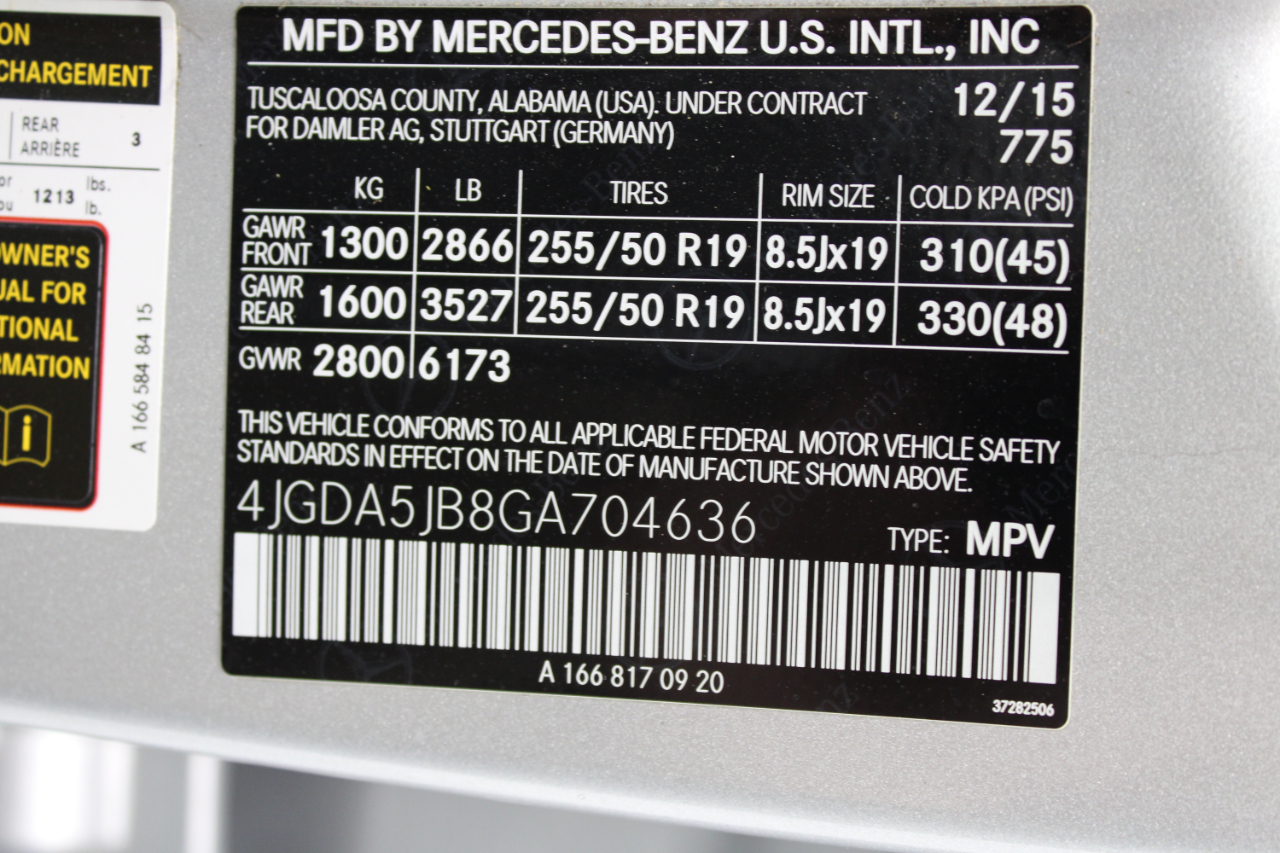 ON
CHARGEMENT
REAR
ARRIÈRE
3
1213
lbs.
lb.
OWNER'S
UAL FOR
TIONAL
RMATION
A 166 584 84 15
MFD BY MERCEDES-BENZ U.S. INTL., INC
TUSCALOOSA COUNTY, ALABAMA (USA). UNDER CONTRACT 12/15
FOR DAIMLER AG, STUTTGART (GERMANY) 775
KG LB TIRES RIM SIZE COLD KPA (PSI)
GAWR FRONT 1300 2866 255/50 R19 8.5Jx19 310(45)
GAWR REAR 1600 3527 255/50 R19 8.5Jx19 330(48)
GVWR 2800 6173
THIS VEHICLE CONFORMS TO ALL APPLICABLE FEDERAL MOTOR VEHICLE SAFETY
STANDARDS IN EFFECT ON THE DATE OF MANUFACTURE SHOWN ABOVE.
4JGDA5JB8GA704636 TYPE: MPV
A 166 817 09 20
37282506